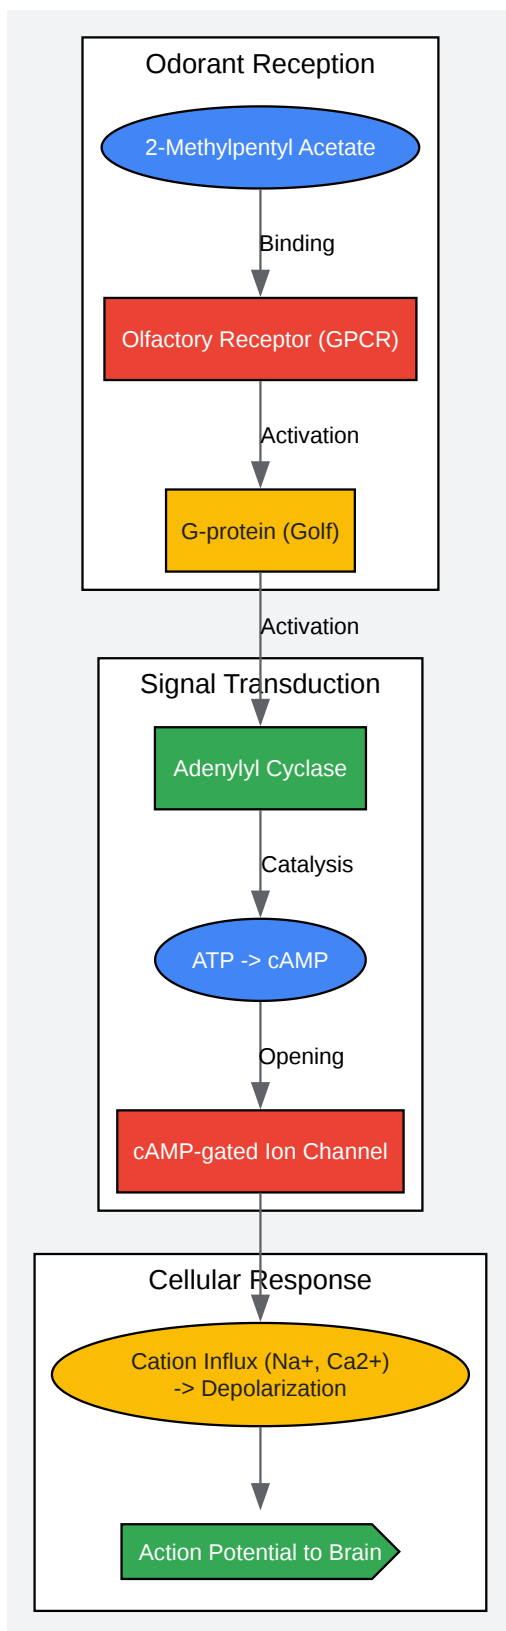 Odorant Reception
2-Methylpentyl Acetate
Binding
Olfactory Receptor (GPCR)
Activation
G-protein (Golf)
Activation
Signal Transduction
Adenylyl Cyclase
Catalysis
ATP -> cAMP
Opening
cAMP-gated Ion Channel
Cellular Response
Cation Influx (Na+, Ca2+)
-> Depolarization
Action Potential to Brain